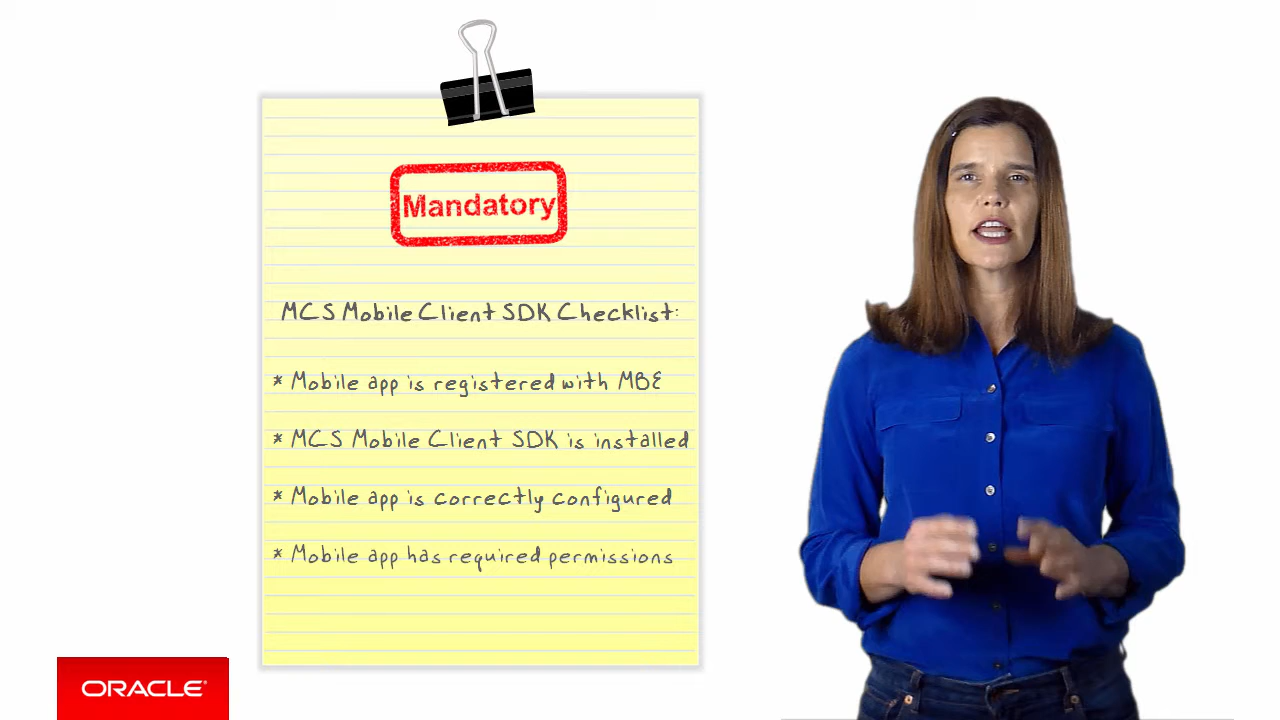 Mandatory
MCS Mobile Client SDK Checklist:
* Mobile app is registered with MBE
* MCS Mobile Client SDK is installed
* Mobile app is correctly configured
* Mobile app has required permissions
ORACLE®